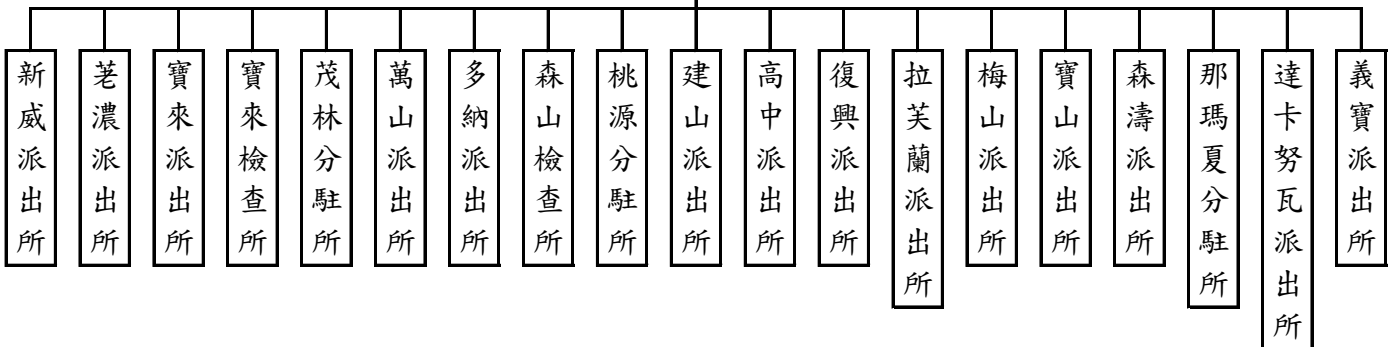 新威派出所
荖濃派出所
寶來派出所
寶來檢查所
茂林分駐所
萬山派出所
多納派出所
森山檢查所
桃源分駐所
建山派出所
高中派出所
復興派出所
拉芙蘭派出所
梅山派出所
寶山派出所
森濤派出所
那瑪夏分駐所
達卡努瓦派出所
義寶派出所